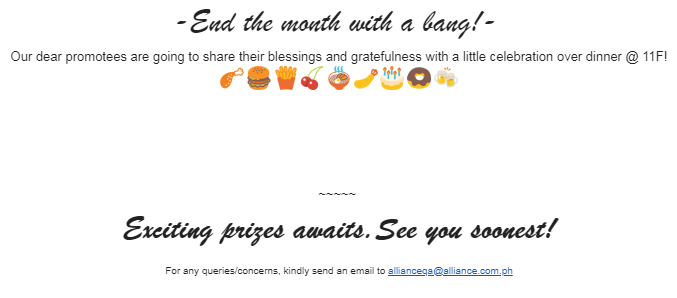 -End the month with a bang!-
Our dear promotees are going to share their blessings and gratefulness with a little celebration over dinner @ 11F!
~~~~~
Exciting prizes awaits. See you soonest!
For any queries/concerns, kindly send an email to allianceqa@alliance.com.ph